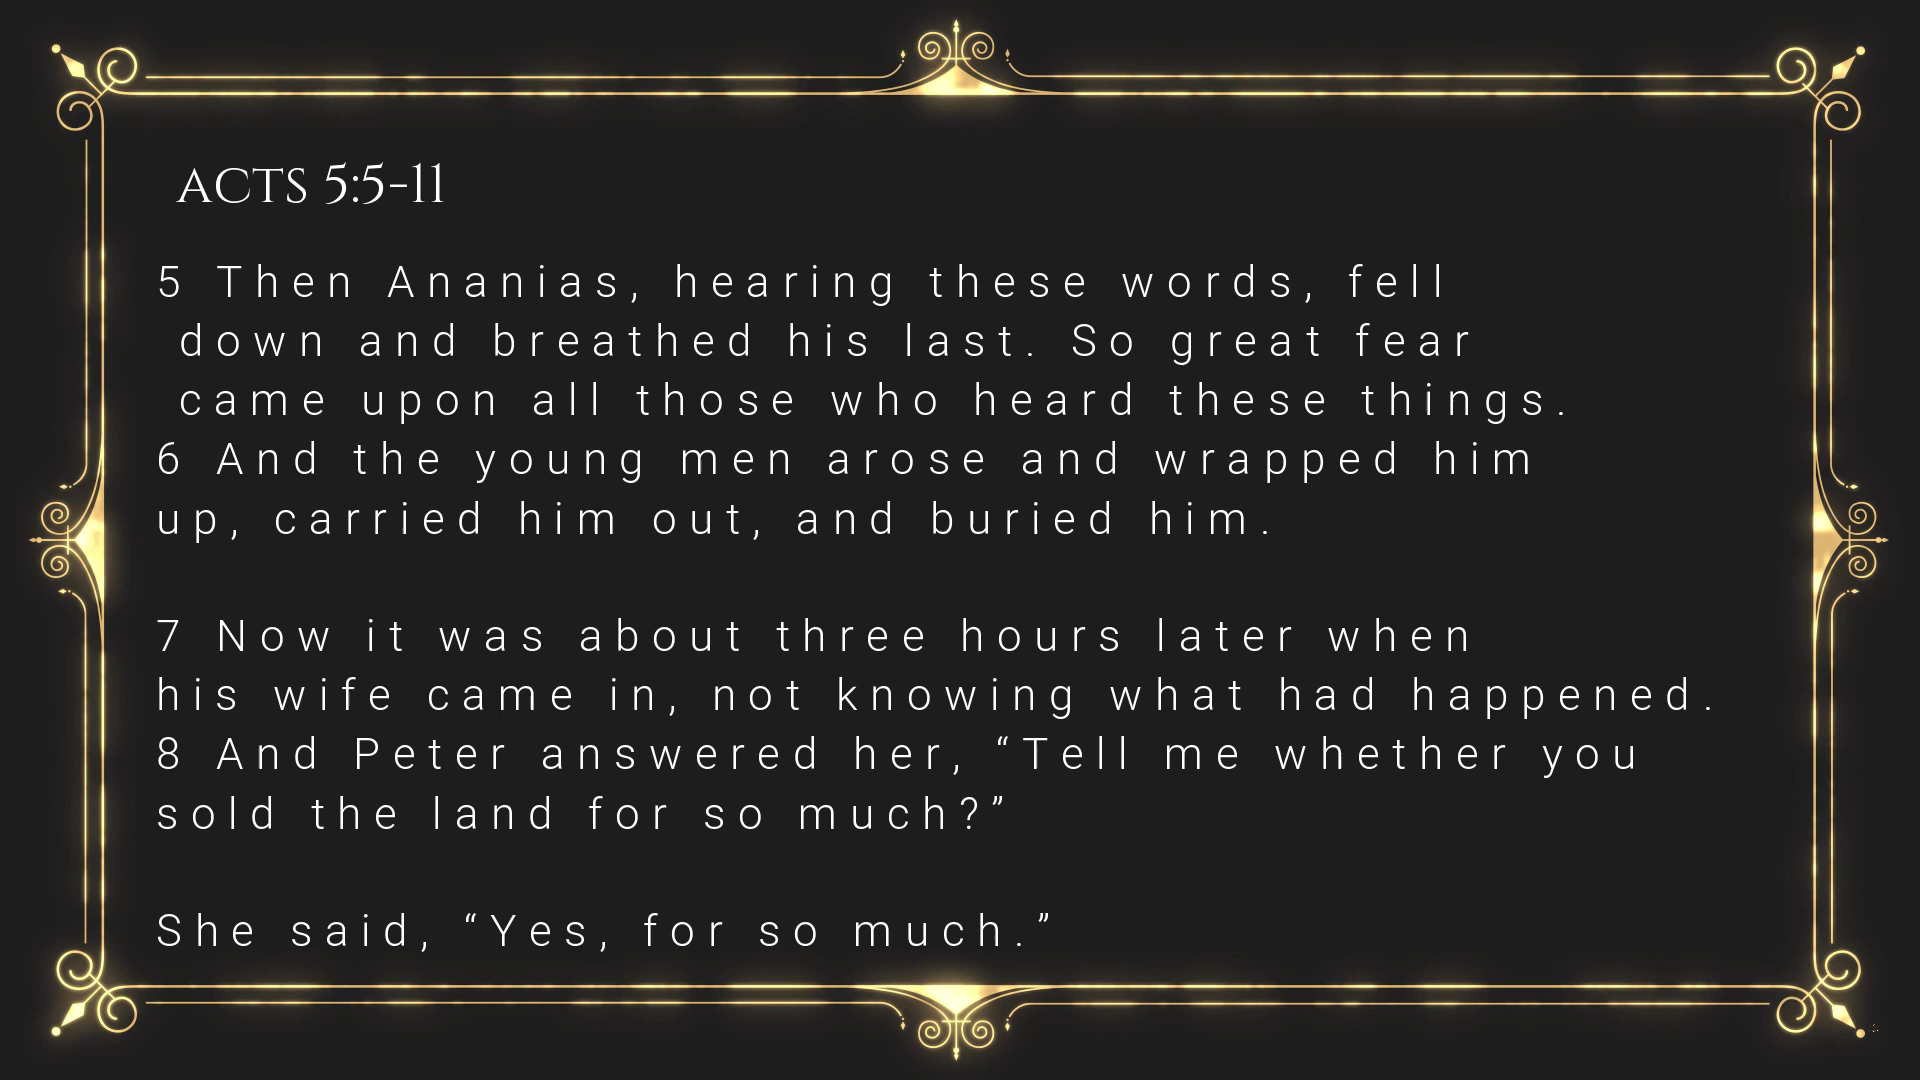 ACTS 5:5-11
5 Then Ananias, hearing these words, fell
down and breathed his last. So great fear
came upon all those who heard these things.
6 And the young men arose and wrapped him
up, carried him out, and buried him.
7 Now it was about three hours later when
his wife came in, not knowing what had happened.
8 And Peter answered her, “Tell me whether you
sold the land for so much?”
She said, “Yes, for so much.”